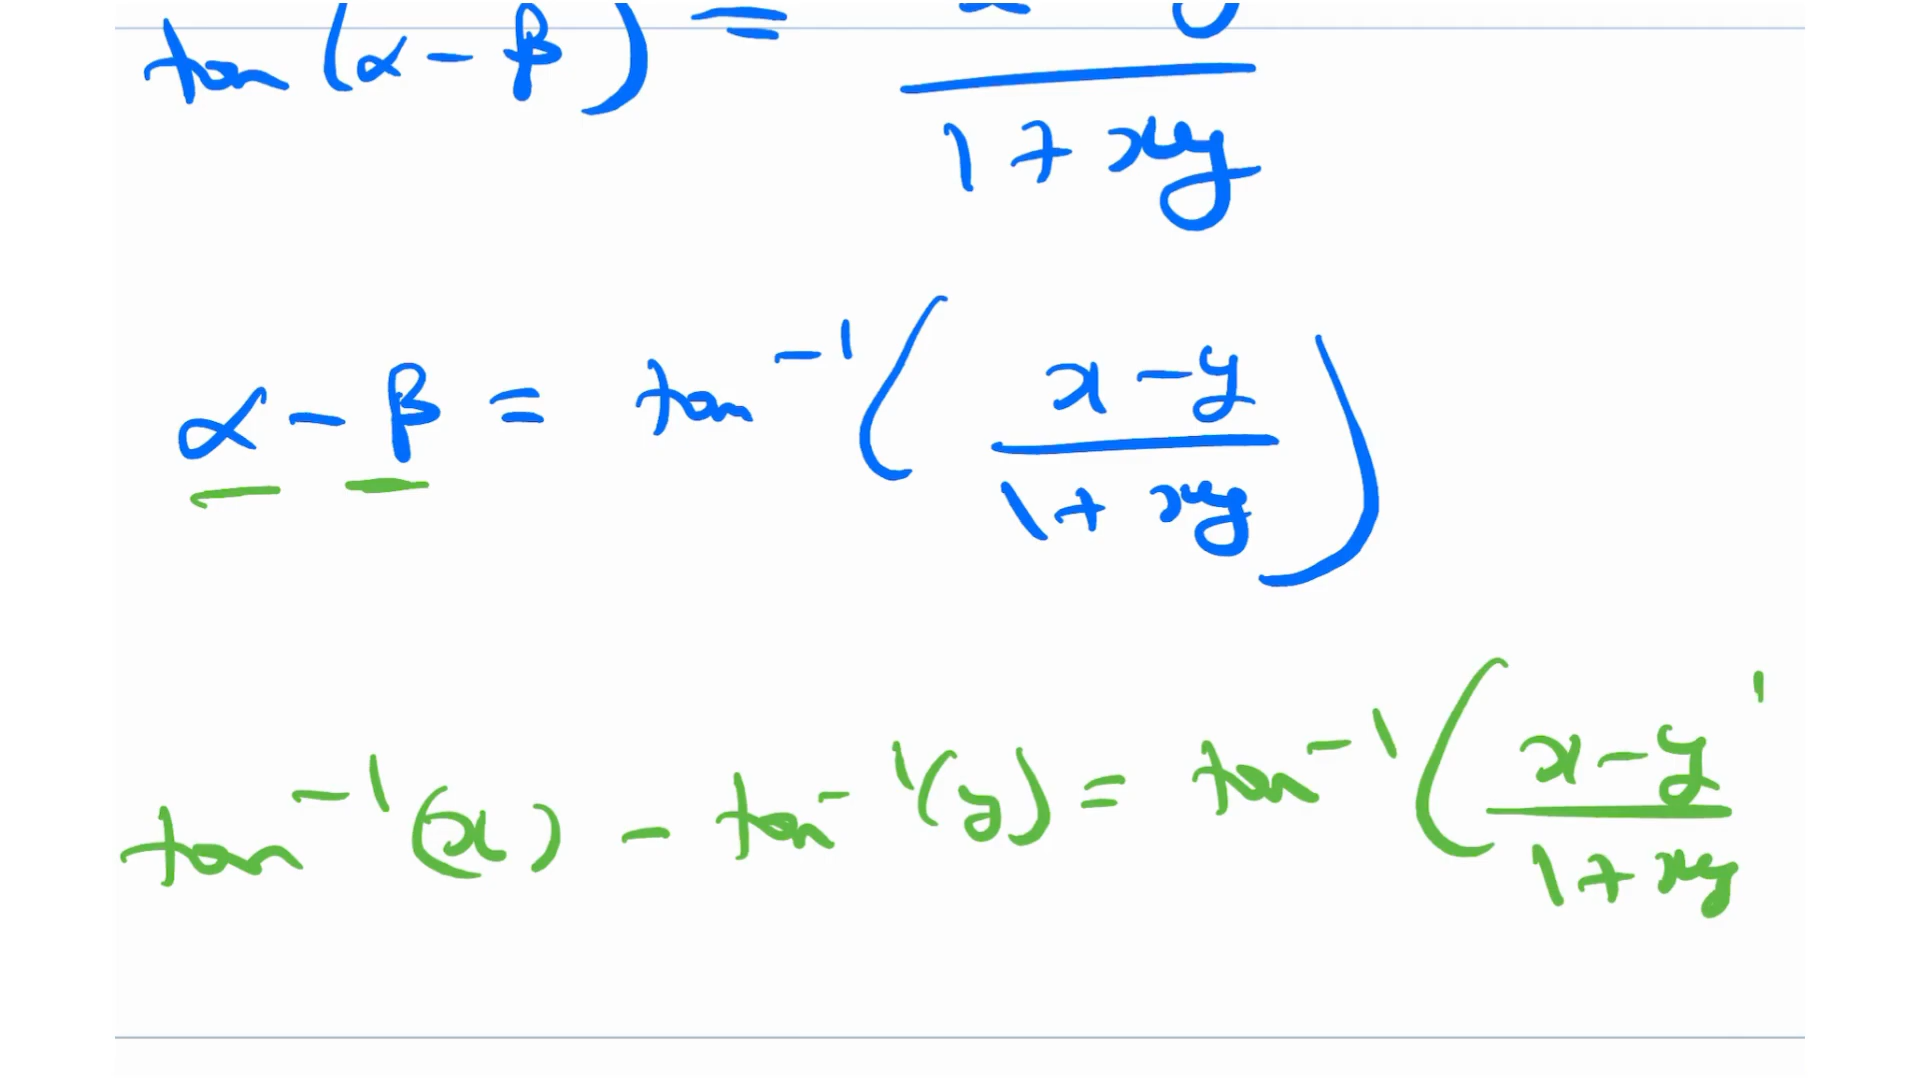 tan (α - β) =
1 + xy
α - β = tan⁻¹ ( (x - y) / (1 + xy) )
tan⁻¹(x) - tan⁻¹(y) = tan⁻¹ ( (x - y) / (1 + xy)